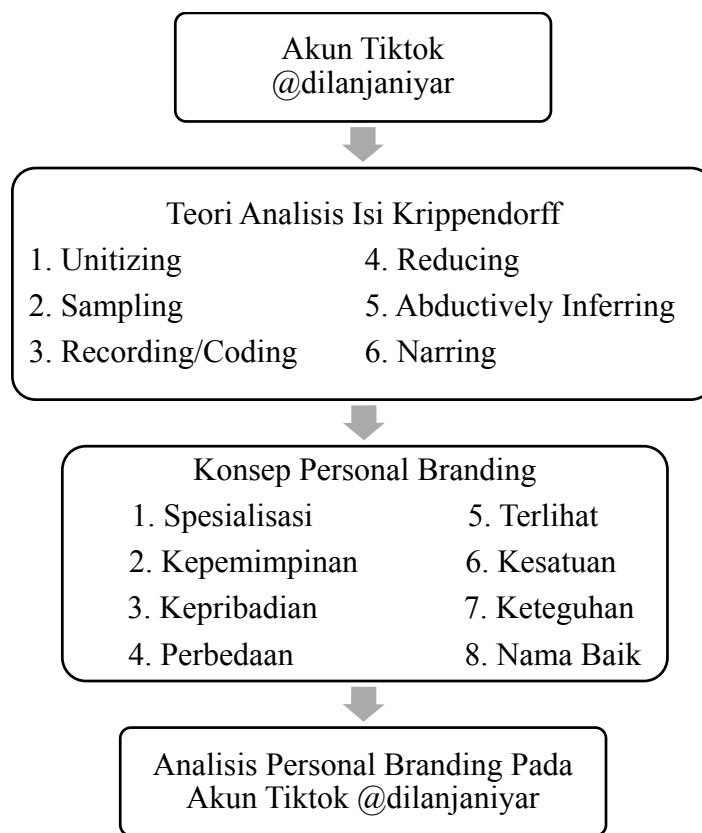 Akun Tiktok
@dilanjaniyar
Teori Analisis Isi Krippendorff
1. Unitizing
2. Sampling
3. Recording/Coding
4. Reducing
5. Abductively Inferring
6. Narring
Konsep Personal Branding
1. Spesialisasi
2. Kepemimpinan
3. Kepribadian
4. Perbedaan
5. Terlihat
6. Kesatuan
7. Keteguhan
8. Nama Baik
Analisis Personal Branding Pada
Akun Tiktok @dilanjaniyar